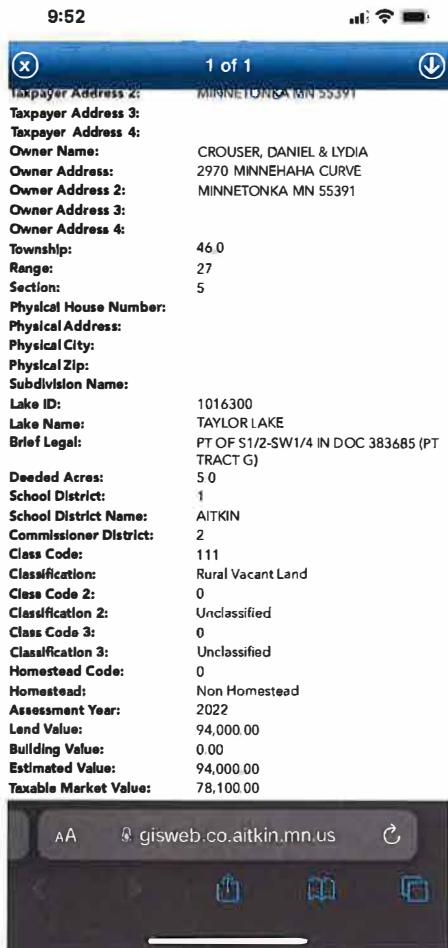 9:52
1 of 1
Taxpayer Address 2: MINNETONKA MN 55391
Taxpayer Address 3:
Taxpayer Address 4:
Owner Name: CROUSER, DANIEL & LYDIA
Owner Address: 2970 MINNEHAHA CURVE
Owner Address 2: MINNETONKA MN 55391
Owner Address 3:
Owner Address 4:
Township: 46.0
Range: 27
Section: 5
Physical House Number:
Physical Address:
Physical City:
Physical Zip:
Subdivision Name:
Lake ID: 1016300
Lake Name: TAYLOR LAKE
Brief Legal: PT OF S1/2-SW1/4 IN DOC 383685 (PT
TRACT G)
Deeded Acres: 5.0
School District: 1
School District Name: AITKIN
Commissioner District: 2
Class Code: 111
Classification: Rural Vacant Land
Class Code 2: 0
Classification 2: Unclassified
Class Code 3: 0
Classification 3: Unclassified
Homestead Code: 0
Homestead: Non Homestead
Assessment Year: 2022
Land Value: 94,000.00
Building Value: 0.00
Estimated Value: 94,000.00
Taxable Market Value: 78,100.00
AA gisweb.co.aitkin.mn.us